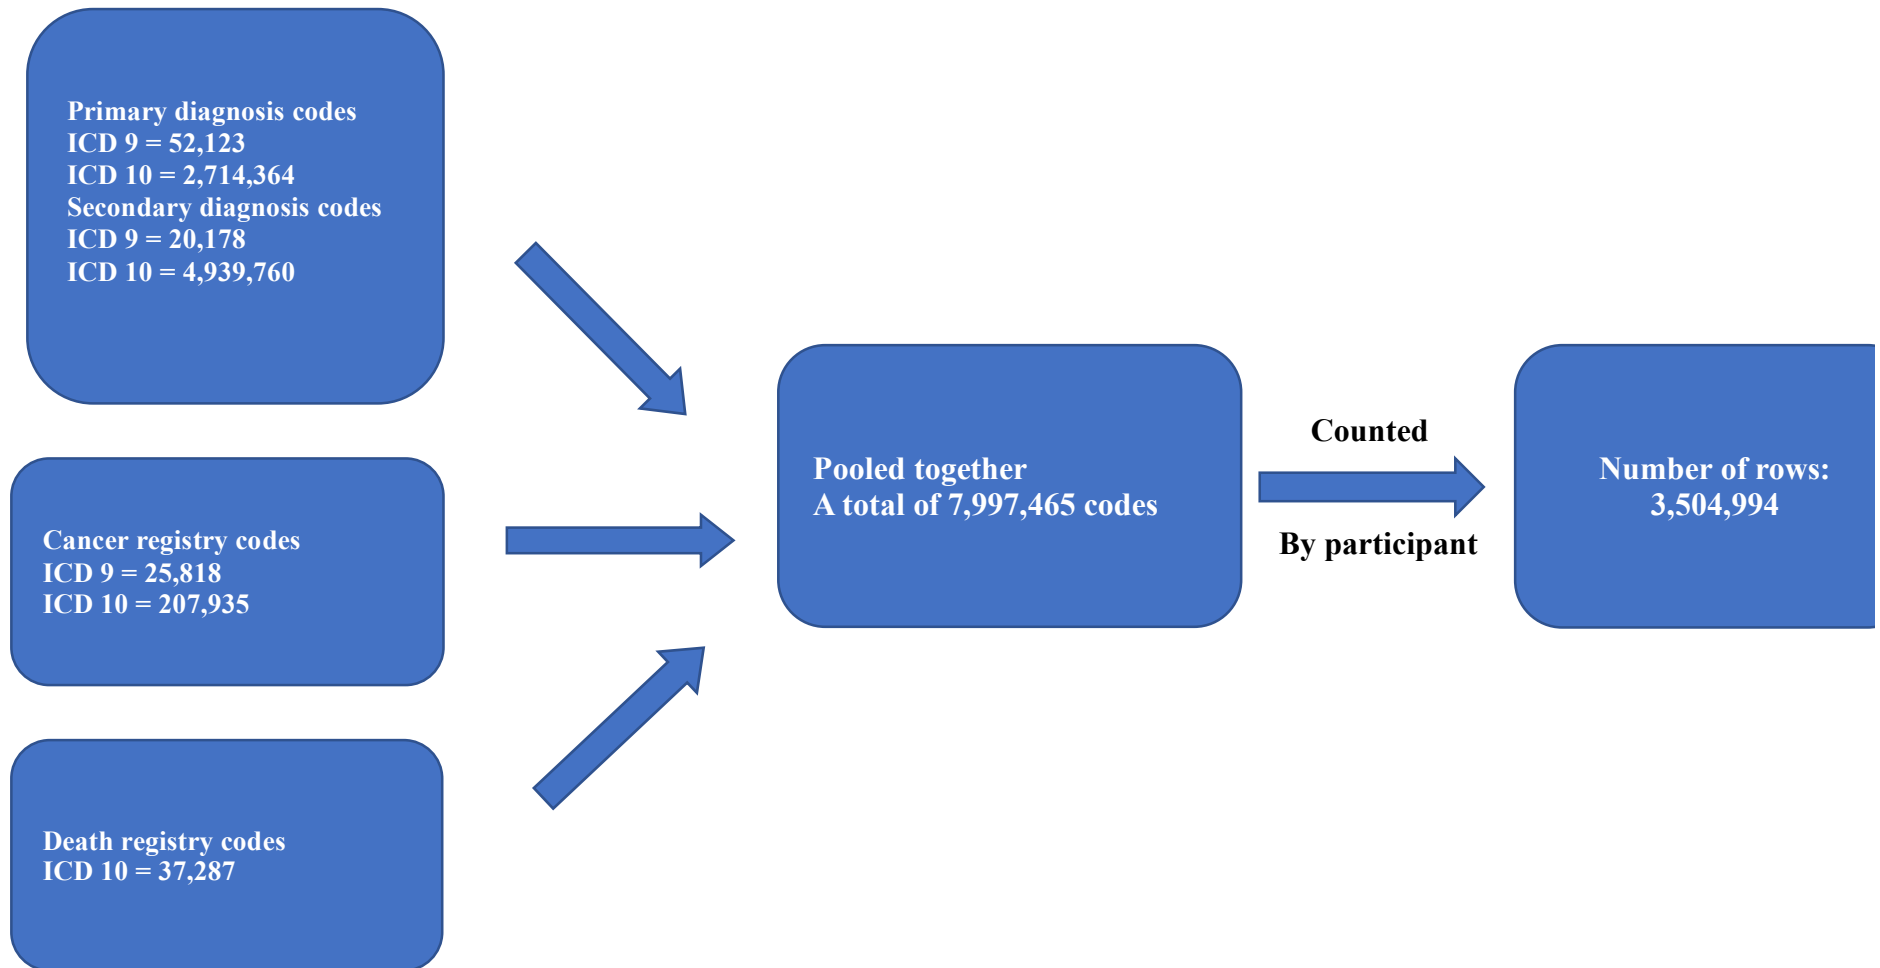 Primary diagnosis codes
ICD 9 = 52,123
ICD 10 = 2,714,364
Secondary diagnosis codes
ICD 9 = 20,178
ICD 10 = 4,939,760
Cancer registry codes
ICD 9 = 25,818
ICD 10 = 207,935
Death registry codes
ICD 10 = 37,287
Pooled together
A total of 7,997,465 codes
Counted
By participant
Number of rows:
3,504,994